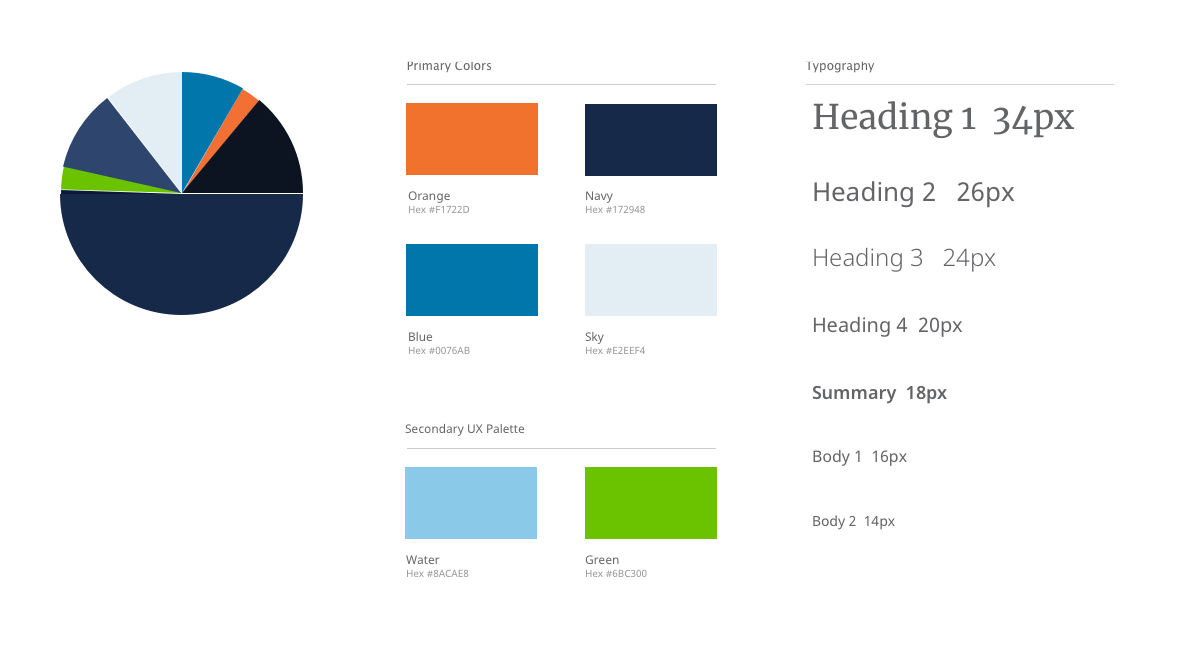 Primary Colors
Orange
Hex #F1722D
Navy
Hex #172948
Blue
Hex #0076AB
Sky
Hex #E2EEF4
Secondary UX Palette
Water
Hex #8ACAE8
Green
Hex #6BC300
Typography
Heading 1 34px
Heading 2 26px
Heading 3 24px
Heading 4 20px
Summary 18px
Body 1 16px
Body 2 14px